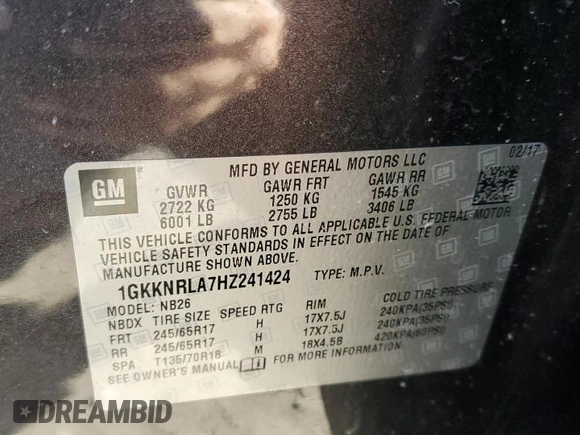 GM
MFD BY GENERAL MOTORS LLC
02/17
GVWR GAWR FRT GAWR RR
2722 KG 1250 KG 1545 KG
6001 LB 2755 LB 3406 LB
THIS VEHICLE CONFORMS TO ALL APPLICABLE U.S. FEDERAL MOTOR
VEHICLE SAFETY STANDARDS IN EFFECT ON THE DATE OF
MANUFACTURE SHOWN ABOVE.
1GKKNRLA7HZ241424 TYPE: M.P.V.
MODEL: NB26
NBDX TIRE SIZE SPEED RTG RIM COLD TIRE PRESSURE
FRT 245/65R17 H 17X7.5J 240KPA(35PSI)
RR 245/65R17 H 17X7.5J 240KPA(35PSI)
SPA T135/70R18 M 18X4.5B 420KPA(60PSI)
SEE OWNER'S MANUAL FOR MORE INFORMATION.
DREAMBID